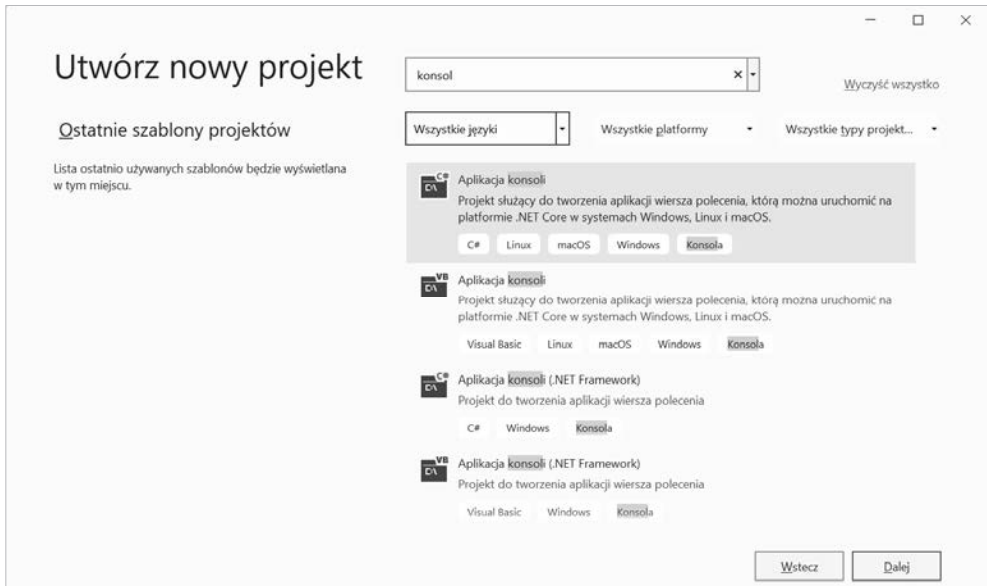 Utwórz nowy projekt
konsol
Wyczyść wszystko
Ostatnie szablony projektów
Wszystkie języki
Wszystkie platformy
Wszystkie typy projekt...
Lista ostatnio używanych szablonów będzie wyświetlana
w tym miejscu.
C#
Aplikacja konsoli
Projekt służący do tworzenia aplikacji wiersza polecenia, którą można uruchomić na
platformie .NET Core w systemach Windows, Linux i macOS.
C# Linux macOS Windows Konsola
VB
Aplikacja konsoli
Projekt służący do tworzenia aplikacji wiersza polecenia, którą można uruchomić na
platformie .NET Core w systemach Windows, Linux i macOS.
Visual Basic Linux macOS Windows Konsola
C#
Aplikacja konsoli (.NET Framework)
Projekt do tworzenia aplikacji wiersza polecenia
C# Windows Konsola
VB
Aplikacja konsoli (.NET Framework)
Projekt do tworzenia aplikacji wiersza polecenia
Visual Basic Windows Konsola
Wstecz
Dalej